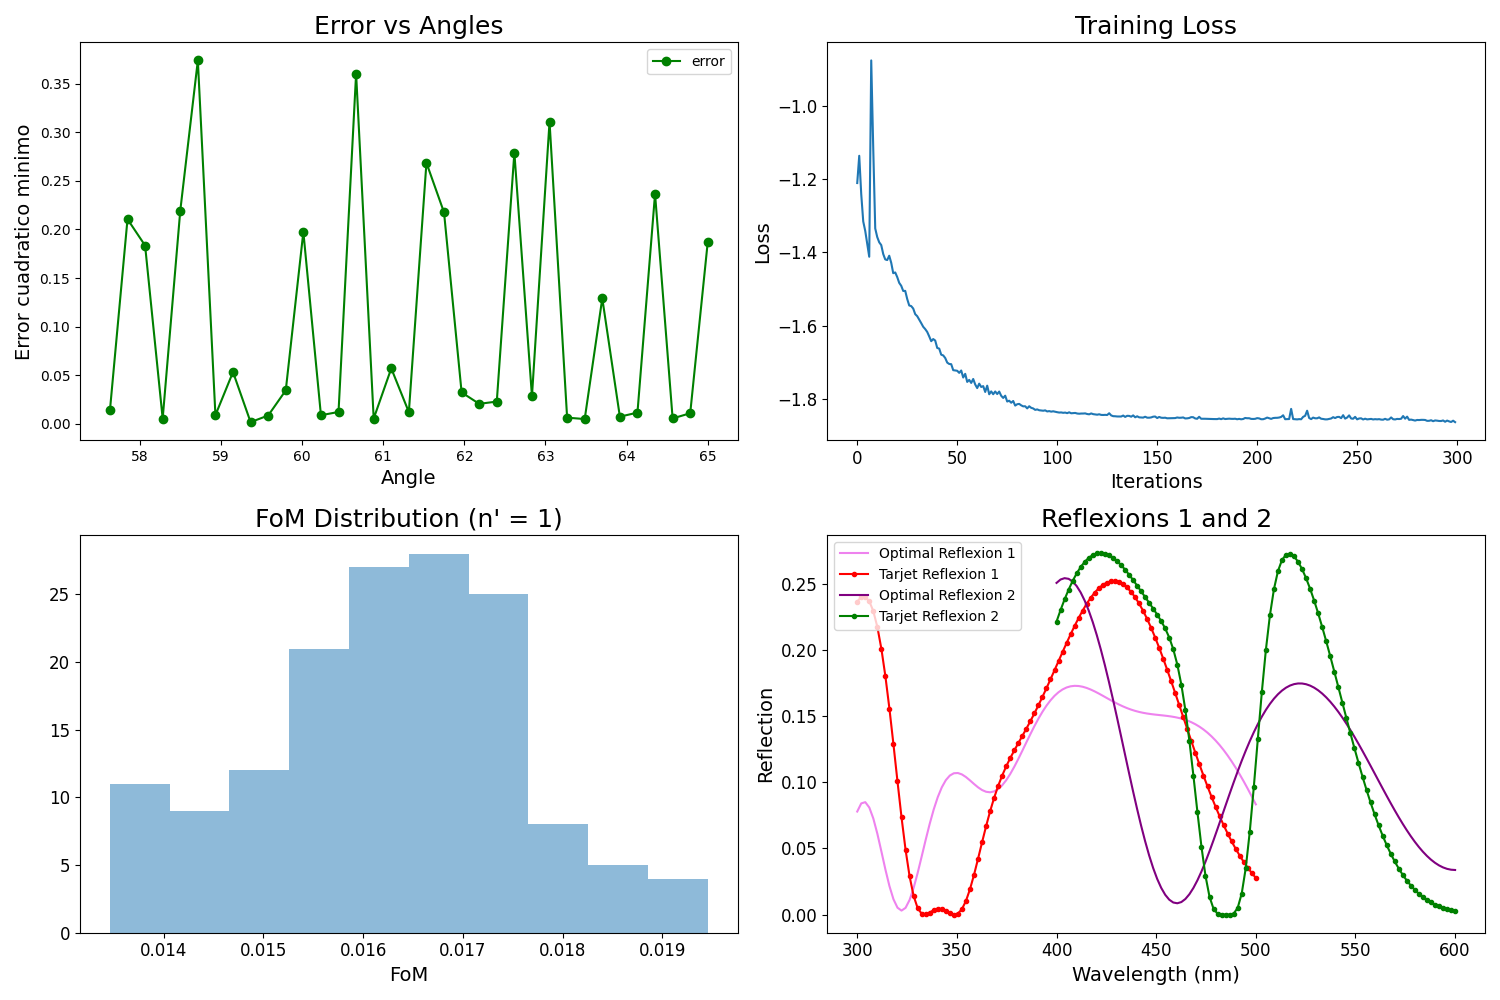 Error vs Angles
error
0.35
0.30
0.25
0.20
0.15
0.10
0.05
0.00
Error cuadratico minimo
58 59 60 61 62 63 64 65
Angle
Training Loss
−1.0
−1.2
−1.4
−1.6
−1.8
Loss
0 50 100 150 200 250 300
Iterations
FoM Distribution (n' = 1)
25
20
15
10
5
0
0.014 0.015 0.016 0.017 0.018 0.019
FoM
Reflexions 1 and 2
Optimal Reflexion 1
Tarjet Reflexion 1
Optimal Reflexion 2
Tarjet Reflexion 2
0.25
0.20
0.15
0.10
0.05
0.00
Reflection
300 350 400 450 500 550 600
Wavelength (nm)